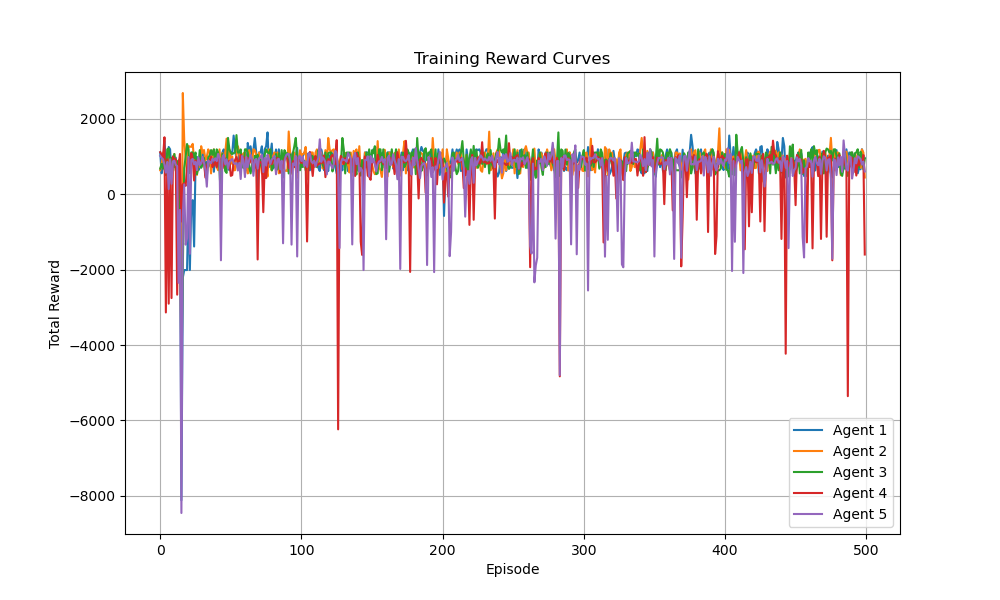 Training Reward Curves
Total Reward
2000
0
−2000
−4000
−6000
−8000
0 100 200 300 400 500
Episode
Agent 1
Agent 2
Agent 3
Agent 4
Agent 5